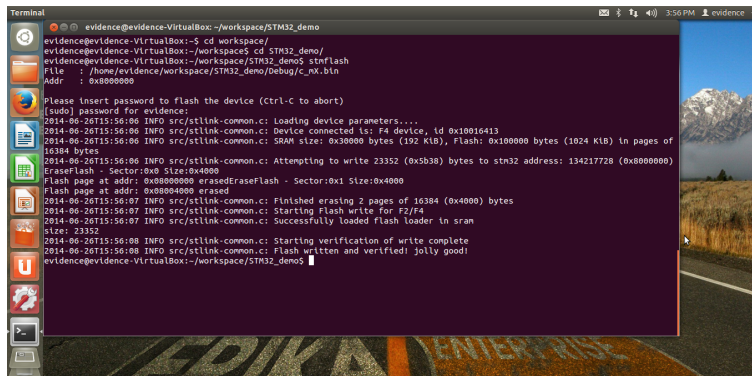 Terminal
3:56 PM
evidence
evidence@evidence-VirtualBox: ~/workspace/STM32_demo
evidence@evidence-VirtualBox:~$ cd workspace/
evidence@evidence-VirtualBox:~/workspace$ cd STM32_demo/
evidence@evidence-VirtualBox:~/workspace/STM32_demo$ stmflash
File   : /home/evidence/workspace/STM32_demo/Debug/c_mX.bin
Addr   : 0x8000000
Please insert password to flash the device (Ctrl-C to abort)
[sudo] password for evidence:
2014-06-26T15:56:06 INFO src/stlink-common.c: Loading device parameters....
2014-06-26T15:56:06 INFO src/stlink-common.c: Device connected is: F4 device, id 0x10016413
2014-06-26T15:56:06 INFO src/stlink-common.c: SRAM size: 0x30000 bytes (192 KiB), Flash: 0x100000 bytes (1024 KiB) in pages of
16384 bytes
2014-06-26T15:56:06 INFO src/stlink-common.c: Attempting to write 23352 (0x5b38) bytes to stm32 address: 134217728 (0x8000000)
EraseFlash - Sector:0x0 Size:0x4000
Flash page at addr: 0x08000000 erasedEraseFlash - Sector:0x1 Size:0x4000
Flash page at addr: 0x08004000 erased
2014-06-26T15:56:07 INFO src/stlink-common.c: Finished erasing 2 pages of 16384 (0x4000) bytes
2014-06-26T15:56:07 INFO src/stlink-common.c: Starting Flash write for F2/F4
2014-06-26T15:56:07 INFO src/stlink-common.c: Successfully loaded flash loader in sram
size: 23352
2014-06-26T15:56:08 INFO src/stlink-common.c: Starting verification of write complete
2014-06-26T15:56:08 INFO src/stlink-common.c: Flash written and verified! jolly good!
evidence@evidence-VirtualBox:~/workspace/STM32_demo$
ERIKA ENTERPRISE